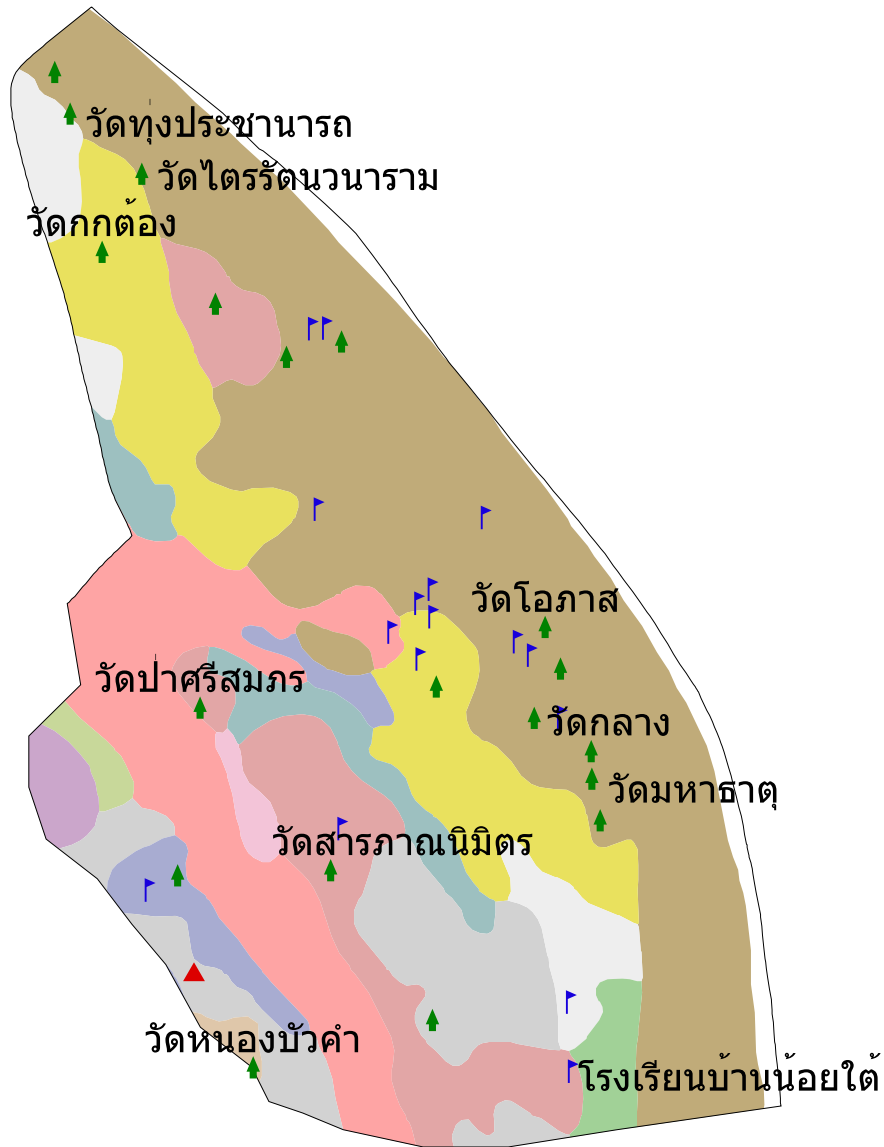 วัดทุ่งประชานารถ
วัดไตรรัตนวนาราม
วัดกกต้อง
วัดโอภาส
วัดป่าศรีสมภร
วัดกลาง
วัดมหาธาตุ
วัดสารภาณนิมิตร
วัดหนองบัวคำ
โรงเรียนบ้านน้อยใต้